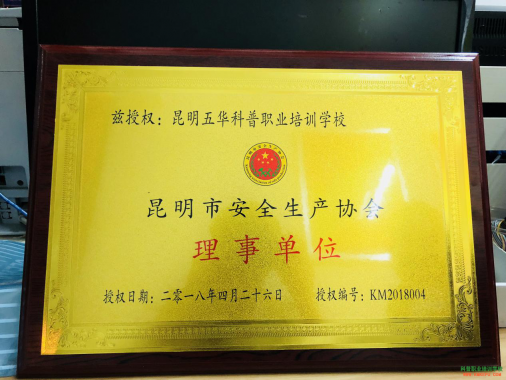 兹授权：昆明五华科普职业培训学校
昆明市安全生产协会
理事单位
授权日期：二零一八年四月二十六日 授权编号：KM2018004